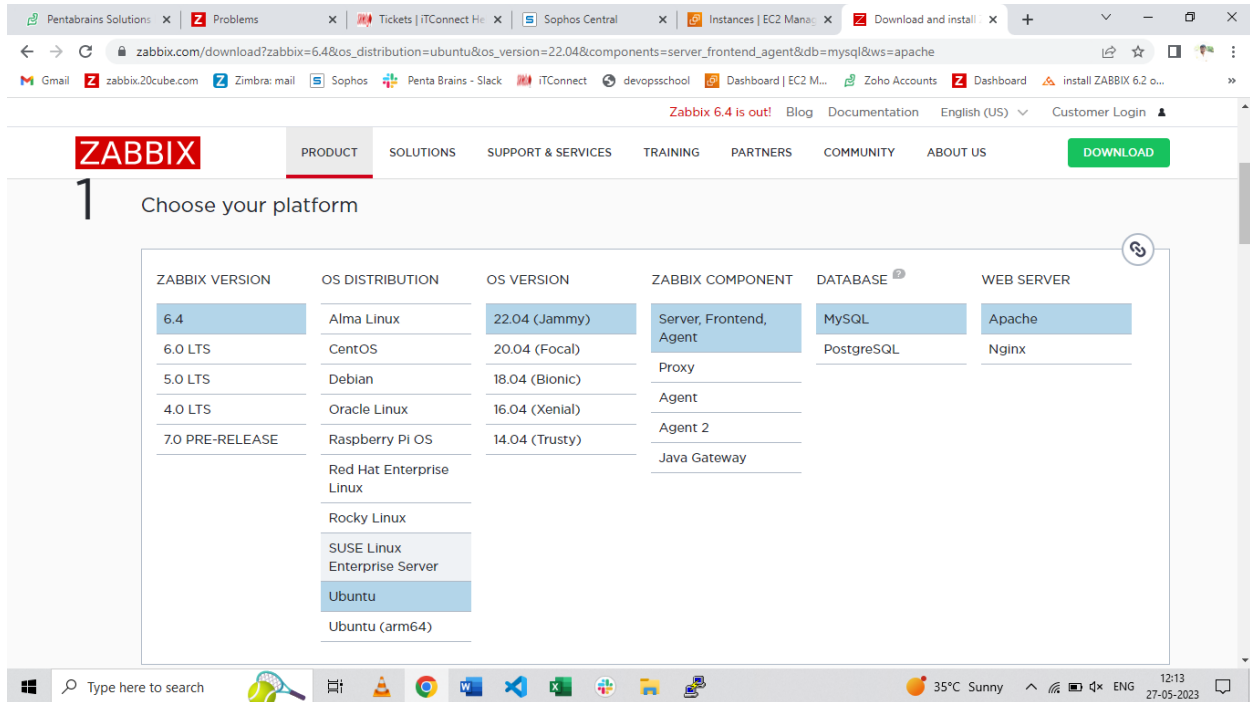 Pentabrains Solutions
Problems
Tickets | iTConnect He
Sophos Central
Instances | EC2 Manag
Download and install
zabbix.com/download?zabbix=6.4&os_distribution=ubuntu&os_version=22.04&components=server_frontend_agent&db=mysql&ws=apache
Gmail
zabbix.20cube.com
Zimbra: mail
Sophos
Penta Brains - Slack
iTConnect
devopsschool
Dashboard | EC2 M...
Zoho Accounts
Dashboard
install ZABBIX 6.2 o...
»
Zabbix 6.4 is out! Blog Documentation English (US) Customer Login
ZABBIX
PRODUCT SOLUTIONS SUPPORT & SERVICES TRAINING PARTNERS COMMUNITY ABOUT US DOWNLOAD
1
Choose your platform
ZABBIX VERSION
6.4
6.0 LTS
5.0 LTS
4.0 LTS
7.0 PRE-RELEASE
OS DISTRIBUTION
Alma Linux
CentOS
Debian
Oracle Linux
Raspberry Pi OS
Red Hat Enterprise
Linux
Rocky Linux
SUSE Linux
Enterprise Server
Ubuntu
Ubuntu (arm64)
OS VERSION
22.04 (Jammy)
20.04 (Focal)
18.04 (Bionic)
16.04 (Xenial)
14.04 (Trusty)
ZABBIX COMPONENT
Server, Frontend,
Agent
Proxy
Agent
Agent 2
Java Gateway
DATABASE ?
MySQL
PostgreSQL
WEB SERVER
Apache
Nginx
Type here to search
35°C Sunny
ENG
12:13
27-05-2023